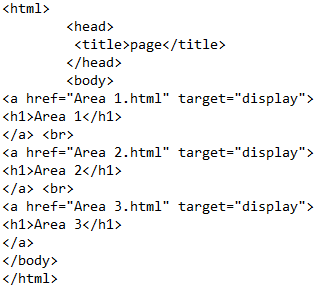 <html>
<head>
<title>page</title>
</head>
<body>
<a href="Area 1.html" target="display">
<h1>Area 1</h1>
</a> <br>
<a href="Area 2.html" target="display">
<h1>Area 2</h1>
</a> <br>
<a href="Area 3.html" target="display">
<h1>Area 3</h1>
</a>
</body>
</html>